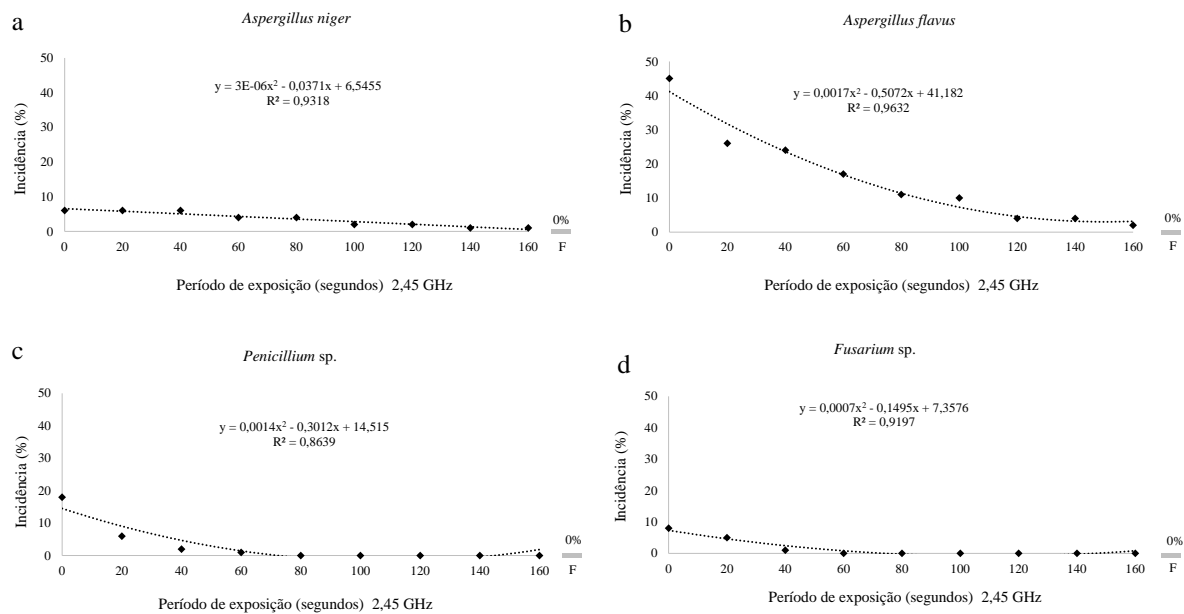 a
Aspergillus niger
50
40
30
20
10
0
Incidência (%)
y = 3E-06x² - 0,0371x + 6,5455
R² = 0,9318
0 20 40 60 80 100 120 140 160
0%
F
Período de exposição (segundos) 2,45 GHz
b
Aspergillus flavus
50
40
30
20
10
0
Incidência (%)
y = 0,0017x² - 0,5072x + 41,182
R² = 0,9632
0 20 40 60 80 100 120 140 160
0%
F
Período de exposição (segundos) 2,45 GHz
c
Penicillium sp.
50
40
30
20
10
0
Incidência (%)
y = 0,0014x² - 0,3012x + 14,515
R² = 0,8639
0 20 40 60 80 100 120 140 160
0%
F
Período de exposição (segundos) 2,45 GHz
d
Fusarium sp.
50
40
30
20
10
0
Incidência (%)
y = 0,0007x² - 0,1495x + 7,3576
R² = 0,9197
0 20 40 60 80 100 120 140 160
0%
F
Período de exposição (segundos) 2,45 GHz